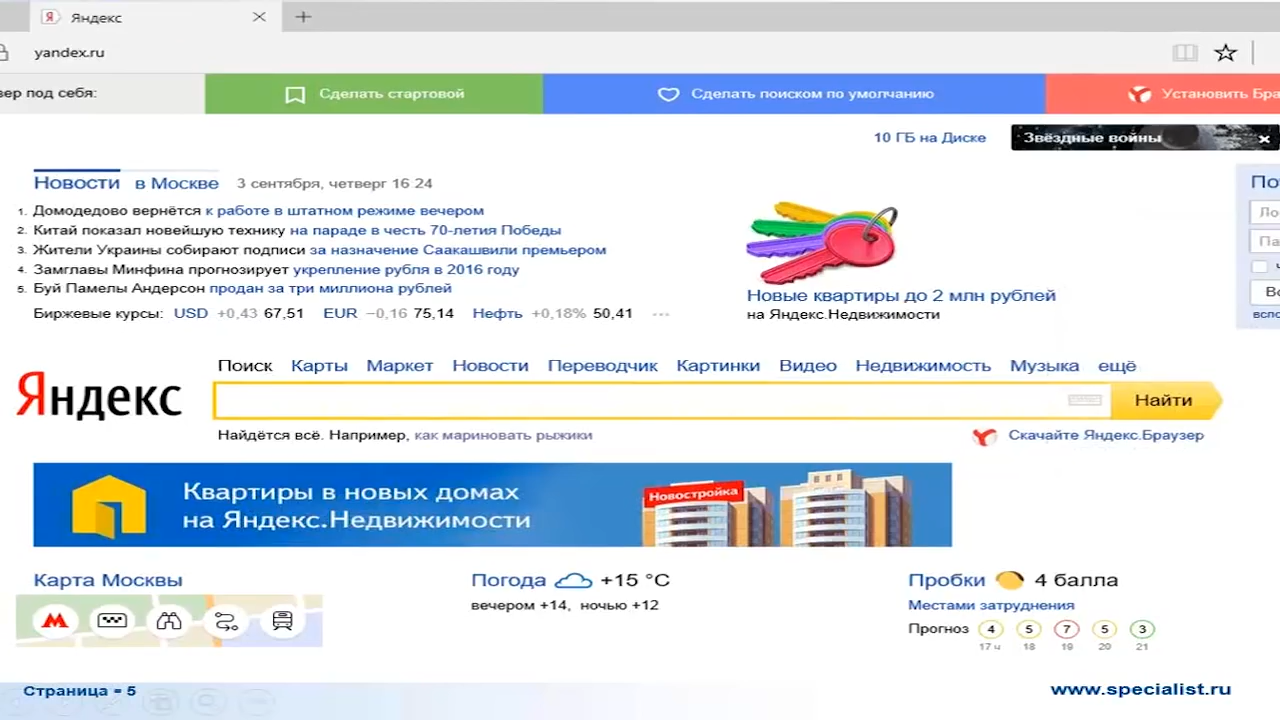 Яндекс
yandex.ru
вер под себя:
Сделать стартовой
Сделать поиском по умолчанию
Установить Бра
10 ГБ на Диске
Звёздные войны
Новости в Москве 3 сентября, четверг 16 24
1. Домодедово вернётся к работе в штатном режиме вечером
2. Китай показал новейшую технику на параде в честь 70-летия Победы
3. Жители Украины собирают подписи за назначение Саакашвили премьером
4. Замглавы Минфина прогнозирует укрепление рубля в 2016 году
5. Буй Памелы Андерсон продан за три миллиона рублей
Биржевые курсы: USD +0,43 67,51 EUR −0,16 75,14 Нефть +0,18% 50,41 ...
Новые квартиры до 2 млн рублей
на Яндекс.Недвижимости
По
Ло
Па
ч
Во
вспо
Поиск Карты Маркет Новости Переводчик Картинки Видео Недвижимость Музыка ещё
Яндекс
Найти
Найдётся всё. Например, как мариновать рыжики
Скачайте Яндекс.Браузер
Квартиры в новых домах
на Яндекс.Недвижимости
Новостройка
Карта Москвы
Погода +15 °C
вечером +14, ночью +12
Пробки 4 балла
Местами затруднения
Прогноз 4 5 7 5 3
17 ч 18 19 20 21
Страница = 5
www.specialist.ru